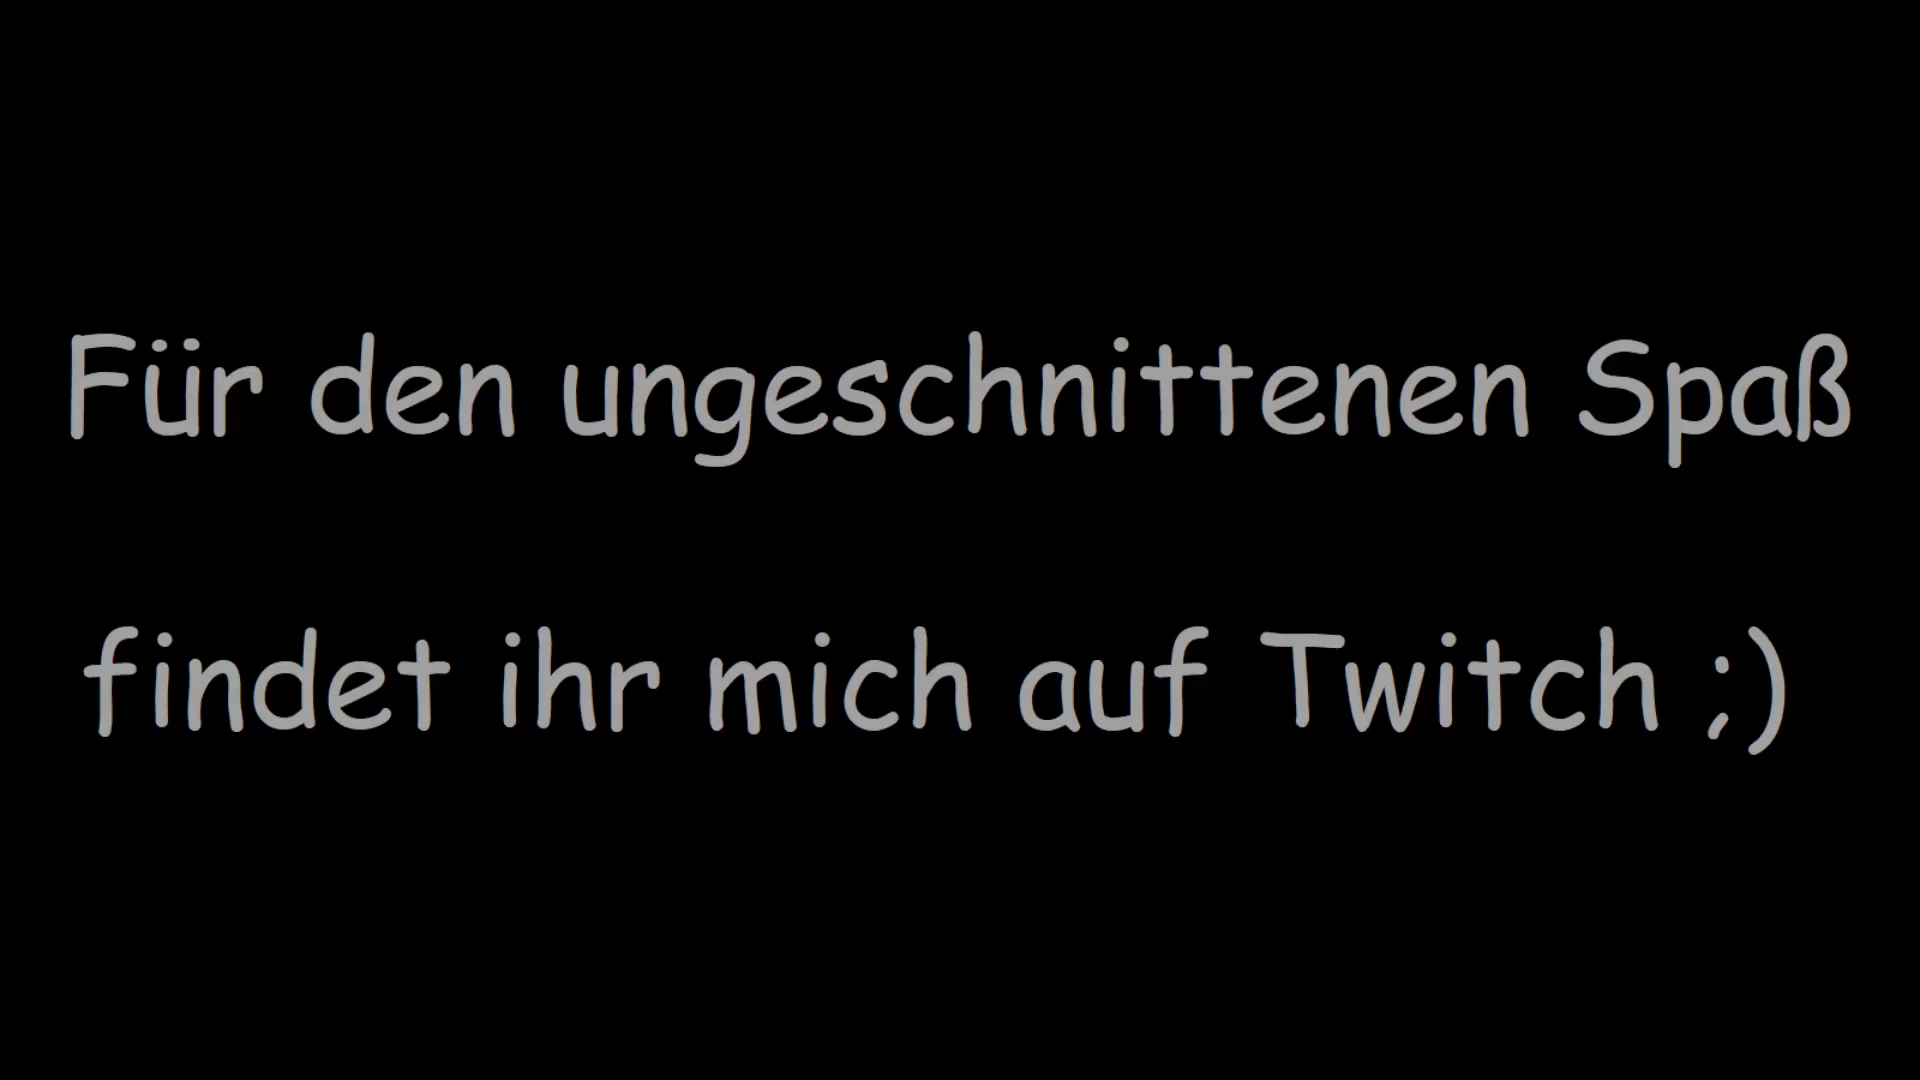 Für den ungeschnittenen Spaß
findet ihr mich auf Twitch ;)